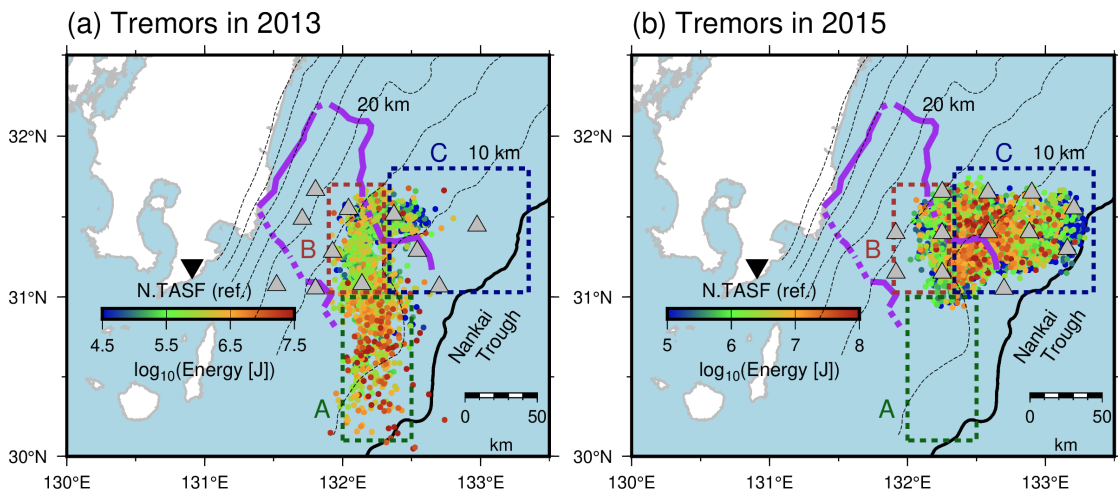 (a) Tremors in 2013
20 km
10 km
C
B
N.TASF (ref.)
4.5 5.5 6.5 7.5
log10(Energy [J])
A
Nankai
Trough
0 50
km
32°N
31°N
30°N
130°E 131°E 132°E 133°E
(b) Tremors in 2015
20 km
10 km
C
B
N.TASF (ref.)
5 6 7 8
log10(Energy [J])
A
Nankai
Trough
0 50
km
32°N
31°N
30°N
130°E 131°E 132°E 133°E